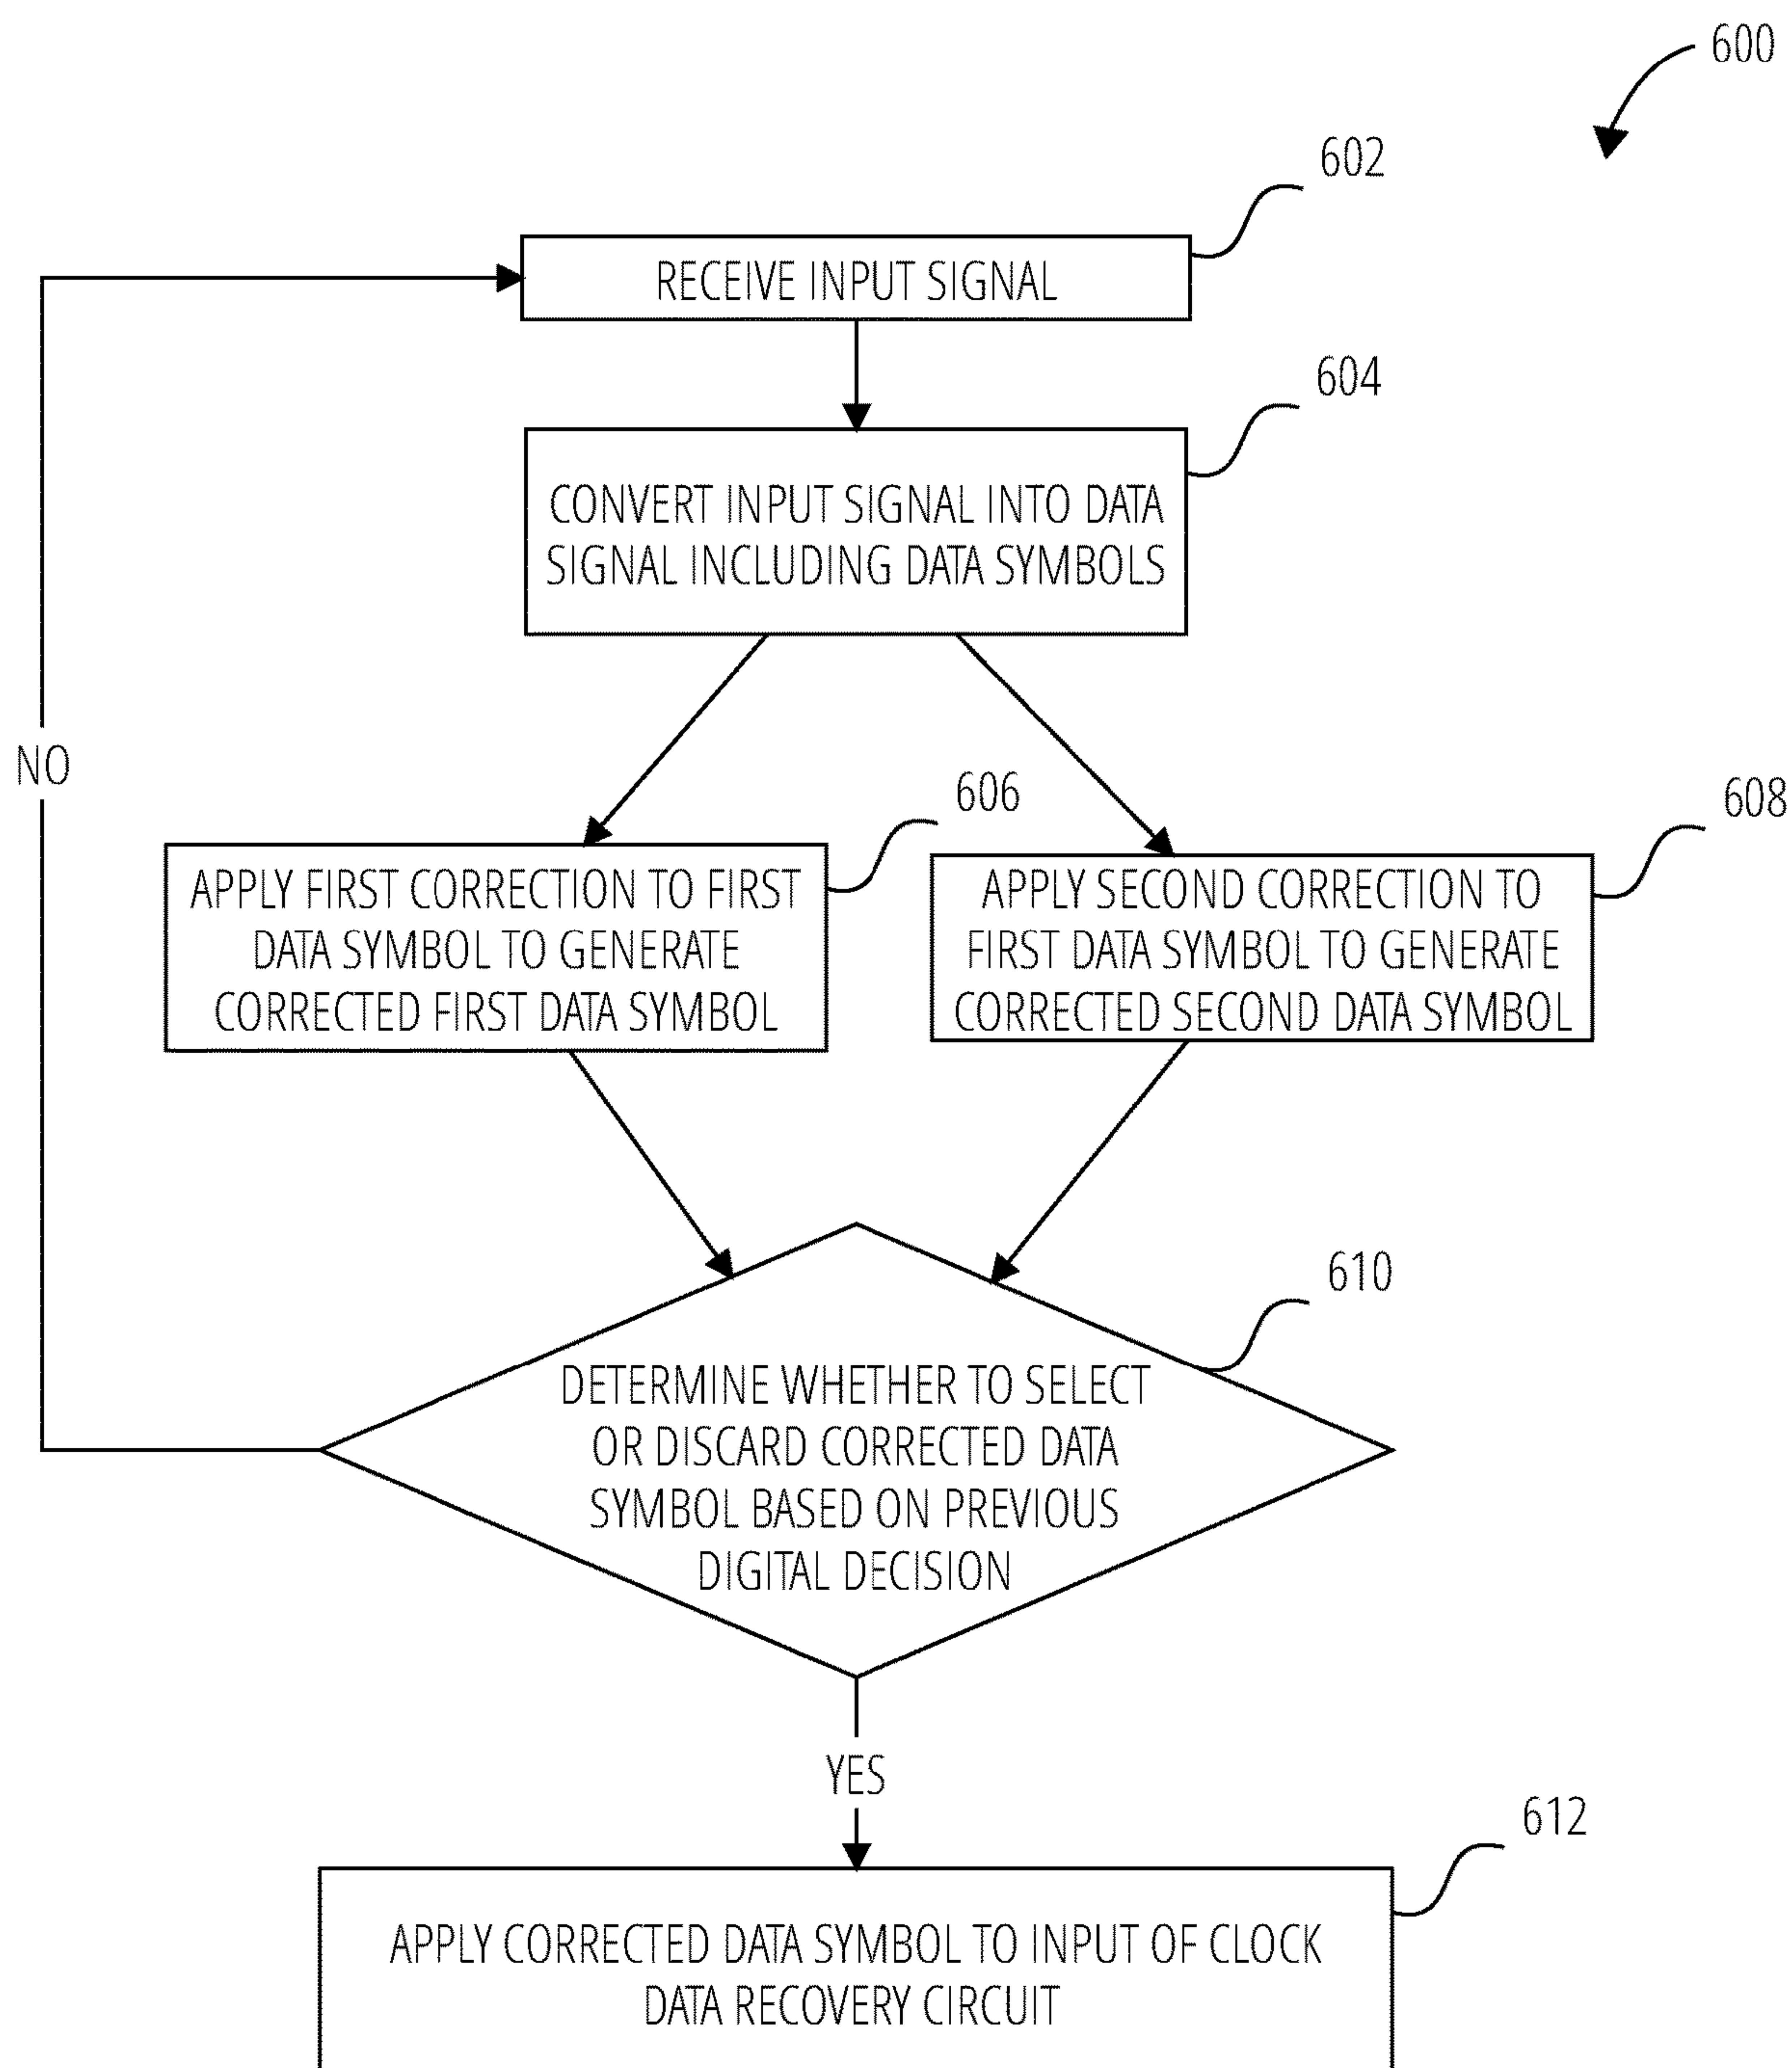 600
602
RECEIVE INPUT SIGNAL
604
CONVERT INPUT SIGNAL INTO DATA
SIGNAL INCLUDING DATA SYMBOLS
NO
606
608
APPLY FIRST CORRECTION TO FIRST
DATA SYMBOL TO GENERATE
CORRECTED FIRST DATA SYMBOL
APPLY SECOND CORRECTION TO
FIRST DATA SYMBOL TO GENERATE
CORRECTED SECOND DATA SYMBOL
610
DETERMINE WHETHER TO SELECT
OR DISCARD CORRECTED DATA
SYMBOL BASED ON PREVIOUS
DIGITAL DECISION
YES
612
APPLY CORRECTED DATA SYMBOL TO INPUT OF CLOCK
DATA RECOVERY CIRCUIT